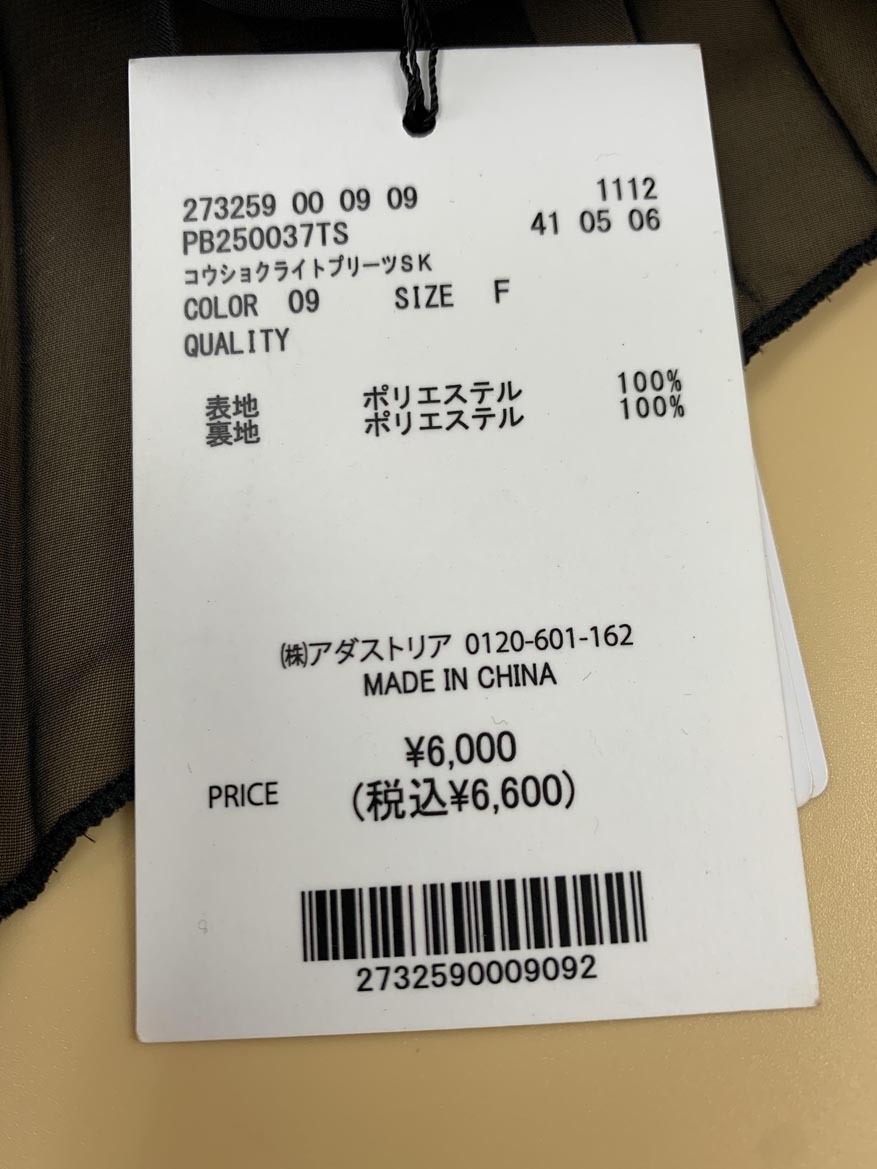 273259 00 09 09 1112
PB250037TS 41 05 06
コウショクライトプリーツSK
COLOR 09 SIZE F
QUALITY
表地 ポリエステル 100%
裏地 ポリエステル 100%
㈱アダストリア 0120-601-162
MADE IN CHINA
¥6,000
PRICE (税込¥6,600)
2732590009092